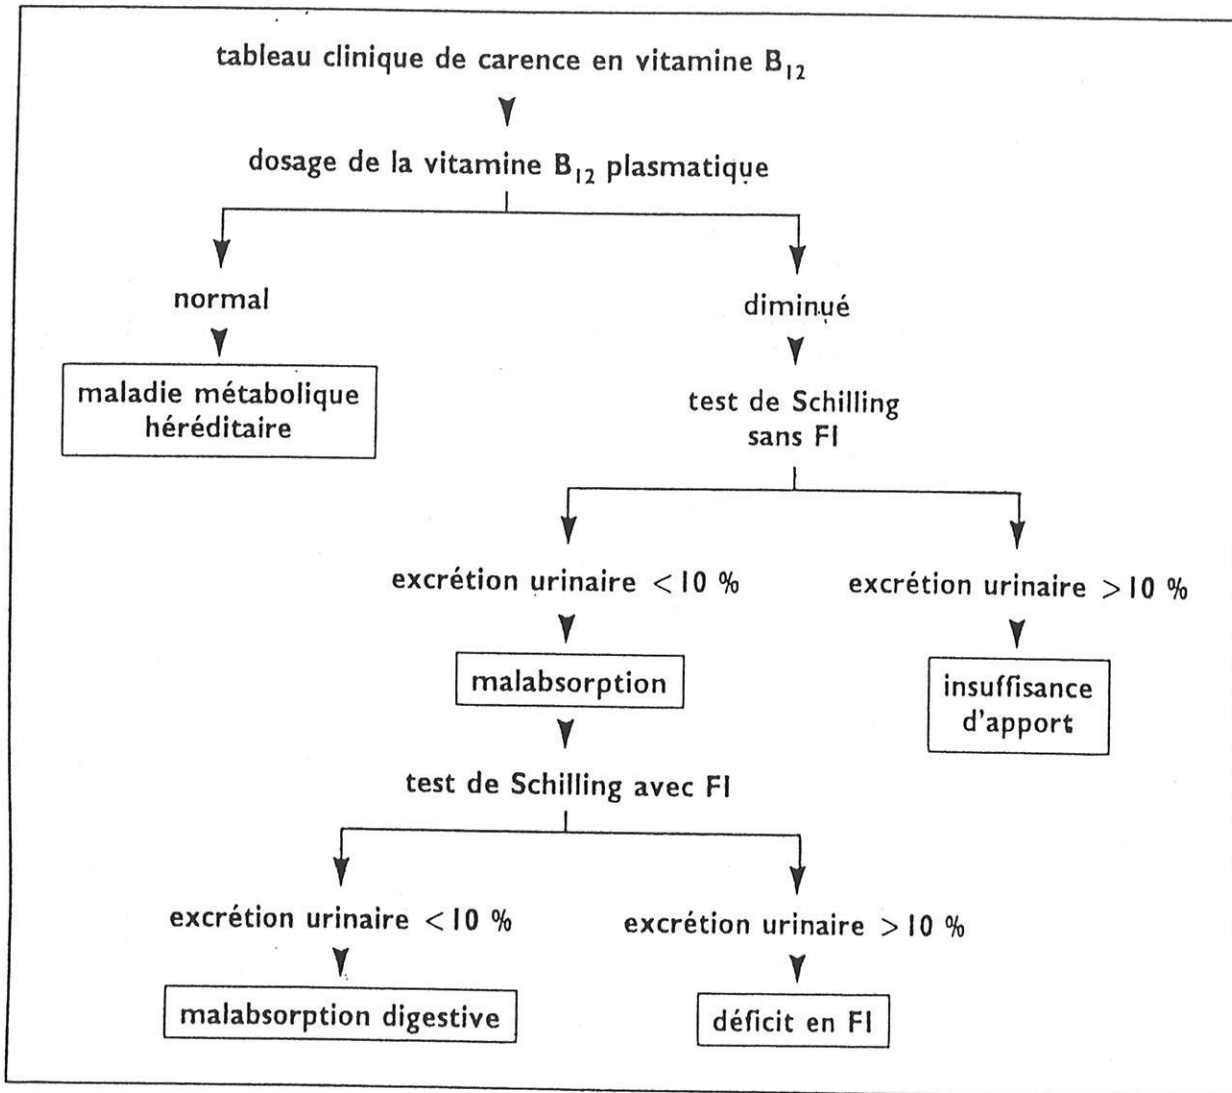 tableau clinique de carence en vitamine B₁₂
dosage de la vitamine B₁₂ plasmatique
normal
diminué
maladie métabolique
héréditaire
test de Schilling
sans FI
excrétion urinaire <10 %
excrétion urinaire >10 %
malabsorption
insuffisance
d'apport
test de Schilling avec FI
excrétion urinaire <10 %
excrétion urinaire >10 %
malabsorption digestive
déficit en FI